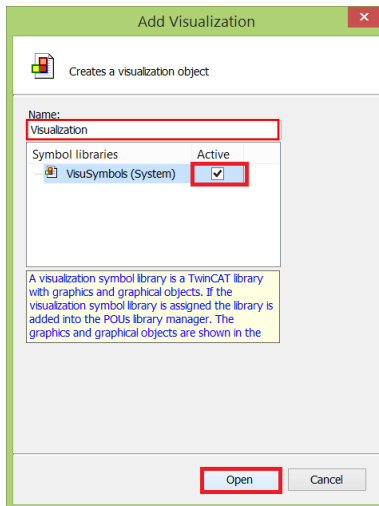 Add Visualization
Creates a visualization object
Name:
Visualization
Symbol libraries Active
VisuSymbols (System)
A visualization symbol library is a TwinCAT library
with graphics and graphical objects. If the
visualization symbol library is assigned the library is
added into the POUs library manager. The
graphics and graphical objects are shown in the
Open Cancel